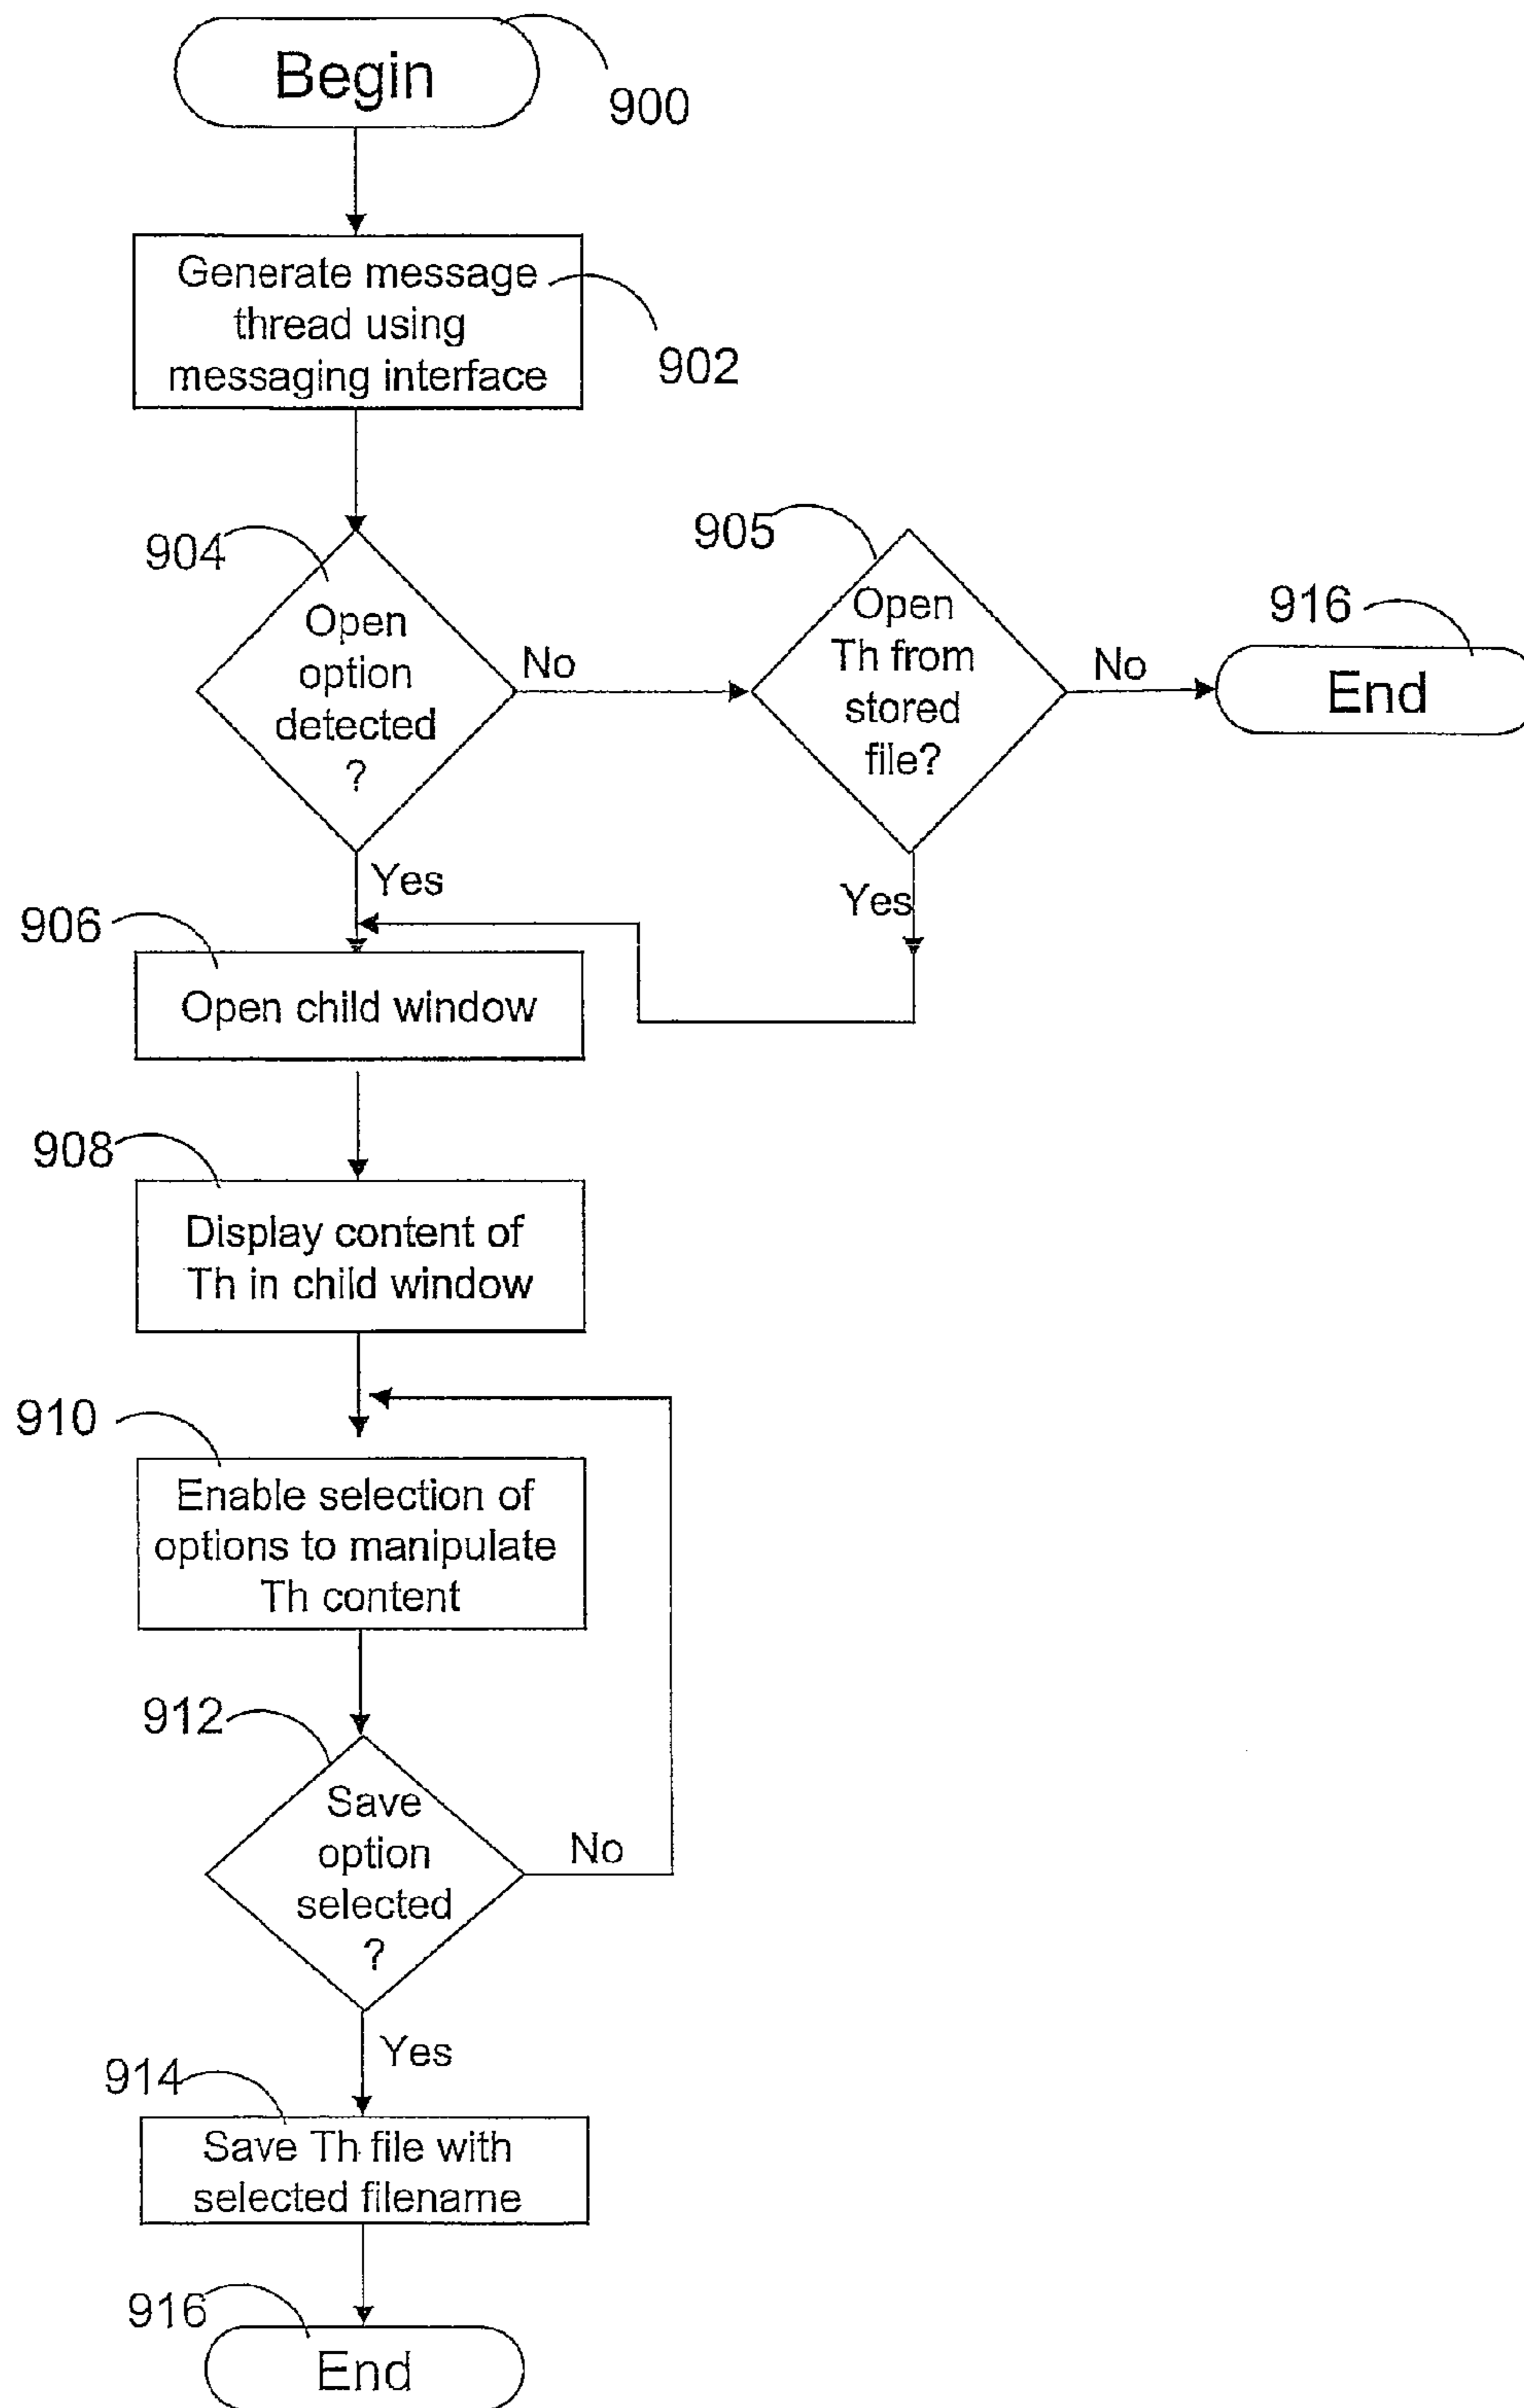 Begin
900
Generate message
thread using
messaging interface
902
904
Open
option
detected
?
No
905
Open
Th from
stored
file?
No
916
End
Yes
Yes
906
Open child window
908
Display content of
Th in child window
910
Enable selection of
options to manipulate
Th content
912
Save
option
selected
?
No
Yes
914
Save Th file with
selected filename
916
End